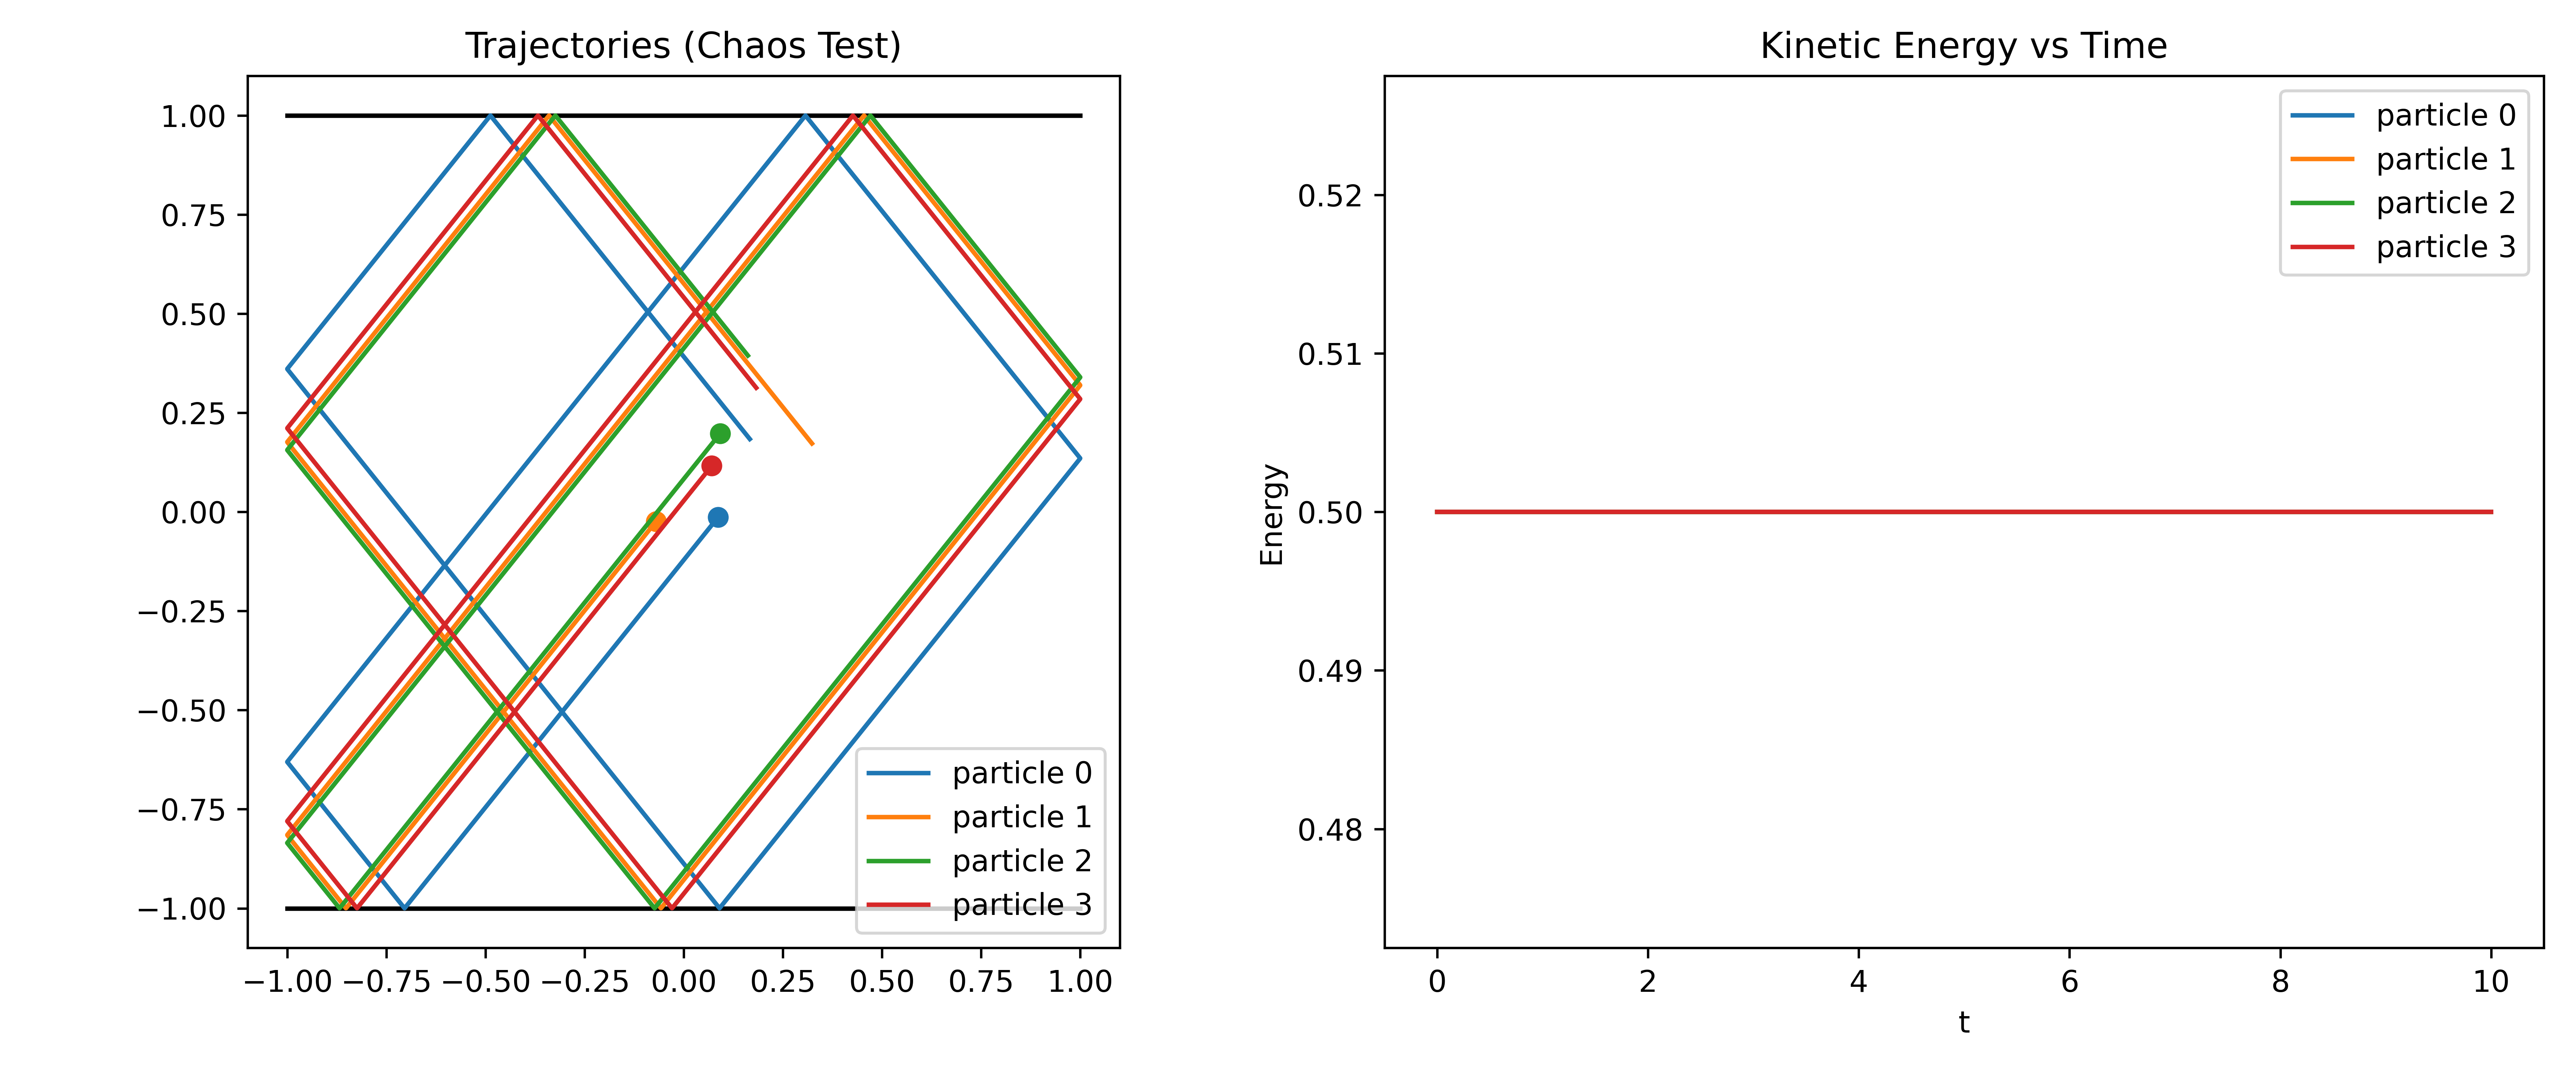 Trajectories (Chaos Test)
1.00
0.75
0.50
0.25
0.00
−0.25
−0.50
−0.75
−1.00
particle 0
particle 1
particle 2
particle 3
−1.00 −0.75 −0.50 −0.25 0.00 0.25 0.50 0.75 1.00
Kinetic Energy vs Time
particle 0
particle 1
particle 2
particle 3
Energy
0.52
0.51
0.50
0.49
0.48
0 2 4 6 8 10
t